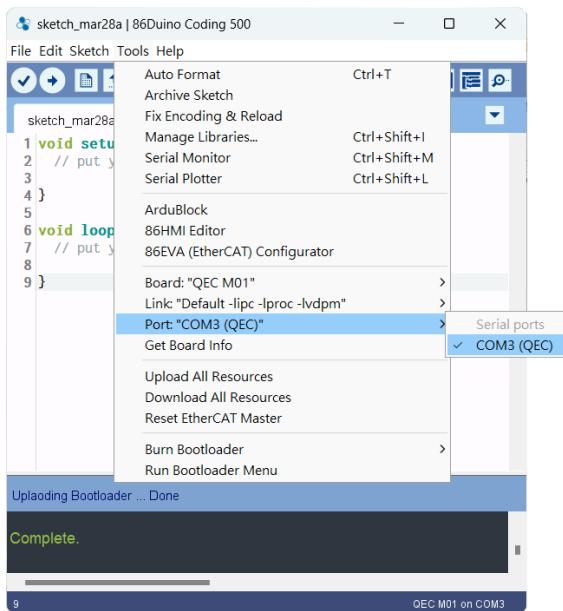 sketch_mar28a | 86Duino Coding 500
File Edit Sketch Tools Help
Auto Format Ctrl+T
Archive Sketch
Fix Encoding & Reload
Manage Libraries... Ctrl+Shift+I
Serial Monitor Ctrl+Shift+M
Serial Plotter Ctrl+Shift+L
ArduBlock
86HMI Editor
86EVA (EtherCAT) Configurator
Board: "QEC M01"
Link: "Default -lipc -lproc -lvdpm"
Port: "COM3 (QEC)"
Get Board Info
Upload All Resources
Download All Resources
Reset EtherCAT Master
Burn Bootloader
Run Bootloader Menu
Serial ports
COM3 (QEC)
sketch_mar28a
1 void setu
2 // put y
3
4 }
5
6 void loop
7 // put y
8
9 }
Uplaoding Bootloader ... Done
Complete.
9 QEC M01 on COM3